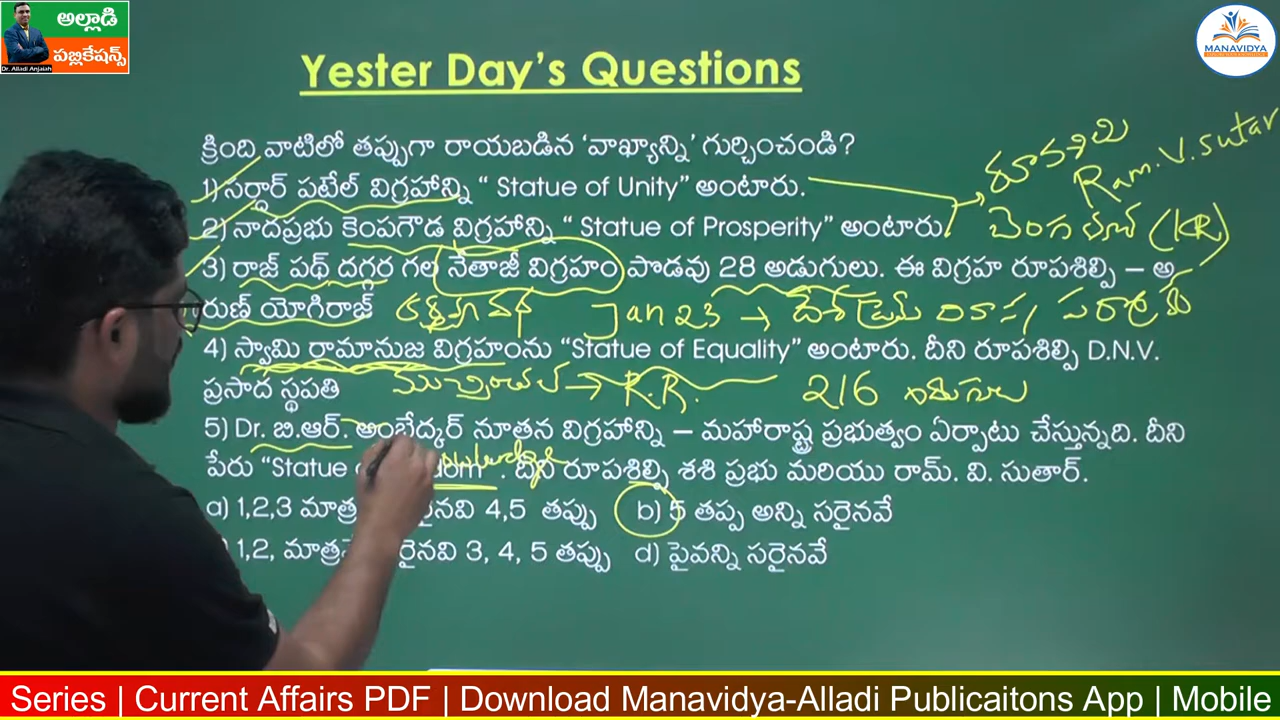 అల్లాడి
పబ్లికేషన్స్
Dr. Alladi Anjaiah
MANAVIDYA
Yester Day's Questions
క్రింది వాటిలో తప్పుగా రాయబడిన 'వాఖ్యాన్ని' గుర్చించండి?
1) సర్దార్ పటేల్ విగ్రహాన్ని " Statue of Unity" అంటారు.
రూపశిల్పి
Ram.V.Sutar
2) నాదప్రభు కెంపగౌడ విగ్రహాన్ని " Statue of Prosperity" అంటారు.
బెంగళూర్ (KR)
3) రాజ్ పథ్ దగ్గర గల నేతాజీ విగ్రహం పొడవు 28 అడుగులు. ఈ విగ్రహ రూపశిల్పి – అ
రుణ్ యోగిరాజ్
Jan 23 →
4) స్వామి రామానుజ విగ్రహంను "Statue of Equality" అంటారు. దీని రూపశిల్పి D.N.V.
ప్రసాద స్థపతి
ముచ్చింతల్ → R.R. 216 అడుగులు
5) Dr. బి.ఆర్. అంబేద్కర్ నూతన విగ్రహాన్ని – మహారాష్ట్ర ప్రభుత్వం ఏర్పాటు చేస్తున్నది. దీని
పేరు "Statue దీని రూపశిల్పి శశి ప్రభు మరియు రామ్. వి. సుతార్.
a) 1,2,3 4,5 తప్పు b) 5 తప్ప అన్ని సరైనవే
1,2, 3, 4, 5 తప్పు d) పైవన్ని సరైనవే
Series | Current Affairs PDF | Download Manavidya-Alladi Publicaitons App | Mobile